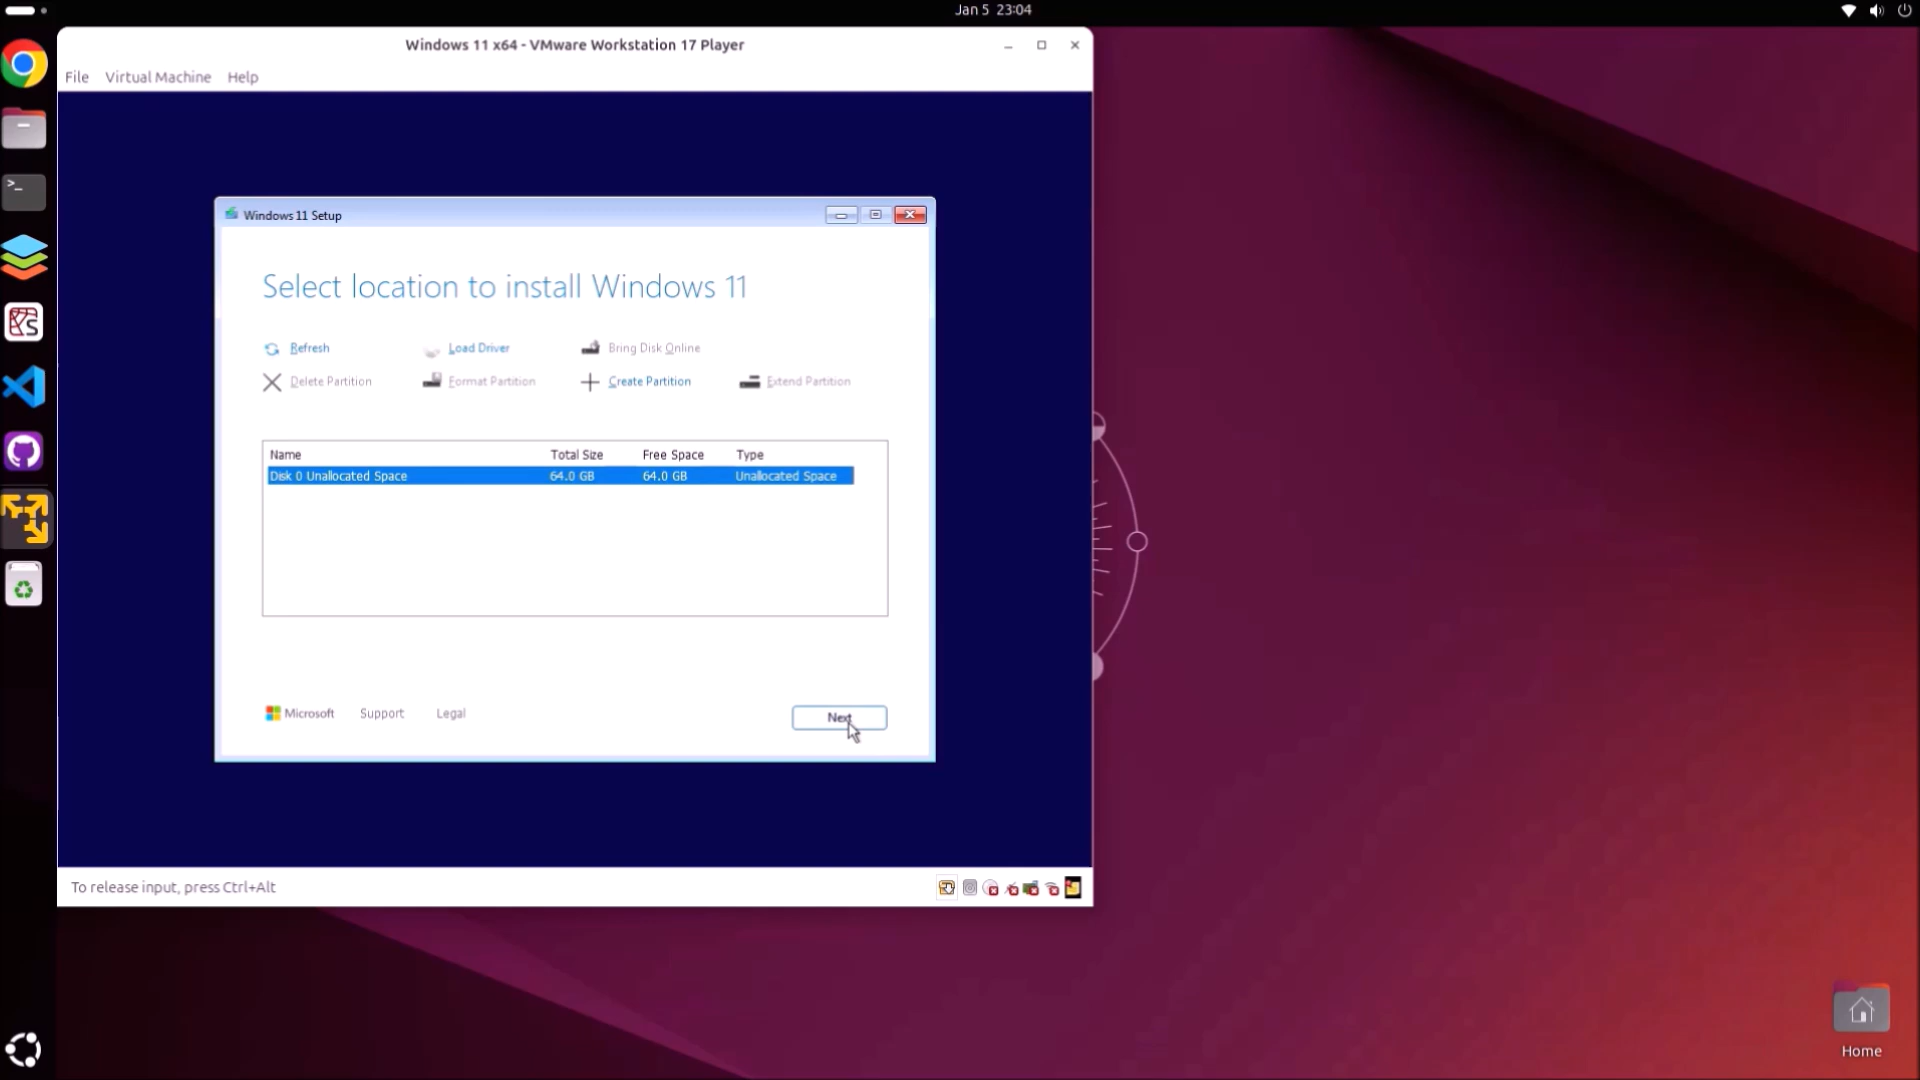 Jan 5 23:04
Windows 11 x64 - VMware Workstation 17 Player
File Virtual Machine Help
Windows 11 Setup
Select location to install Windows 11
Refresh Load Driver Bring Disk Online
Delete Partition Format Partition Create Partition Extend Partition
Name Total Size Free Space Type
Disk 0 Unallocated Space 64.0 GB 64.0 GB Unallocated Space
Microsoft Support Legal
Next
To release input, press Ctrl+Alt
Home